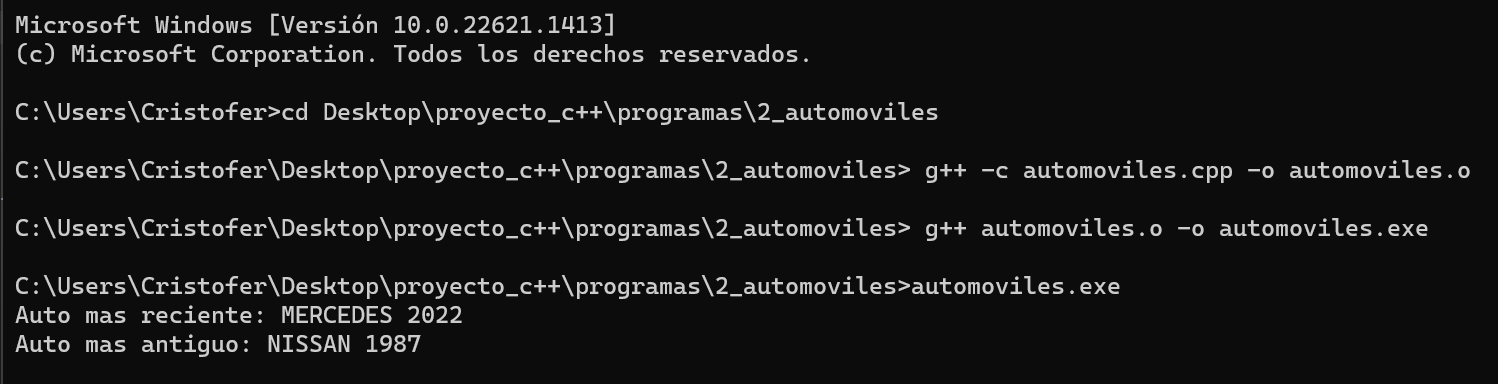 Microsoft Windows [Versión 10.0.22621.1413]
(c) Microsoft Corporation. Todos los derechos reservados.
C:\Users\Cristofer>cd Desktop\proyecto_c++\programas\2_automoviles
C:\Users\Cristofer\Desktop\proyecto_c++\programas\2_automoviles> g++ -c automoviles.cpp -o automoviles.o
C:\Users\Cristofer\Desktop\proyecto_c++\programas\2_automoviles> g++ automoviles.o -o automoviles.exe
C:\Users\Cristofer\Desktop\proyecto_c++\programas\2_automoviles>automoviles.exe
Auto mas reciente: MERCEDES 2022
Auto mas antiguo: NISSAN 1987